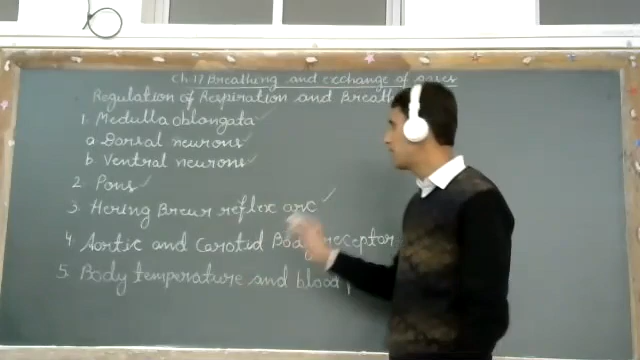 Ch 17 Breathing and exchange of gases
Regulation of Respiration and Breath
1. Medulla oblongata
a Dorsal neurons
b Ventral neurons
2. Pons
3. Hering Breur reflex arc
4. Aortic and Carotid Body receptor
5. Body temperature and blood